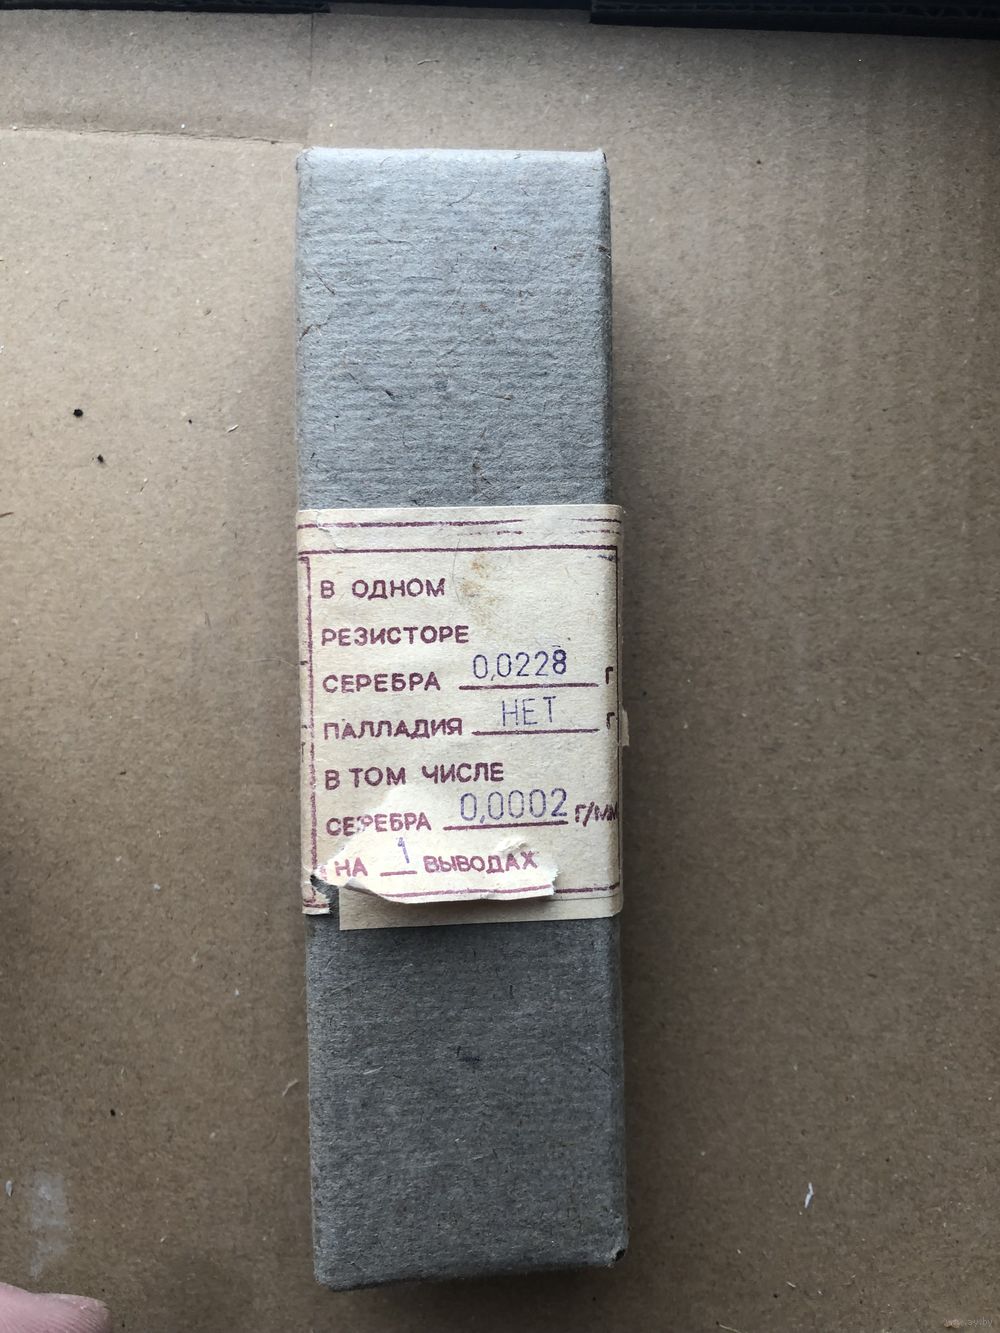 В ОДНОМ
РЕЗИСТОРЕ
СЕРЕБРА 0,0228 Г
ПАЛЛАДИЯ НЕТ Г
В ТОМ ЧИСЛЕ
СЕРЕБРА 0,0002 Г/ММ
НА 1 ВЫВОДАХ